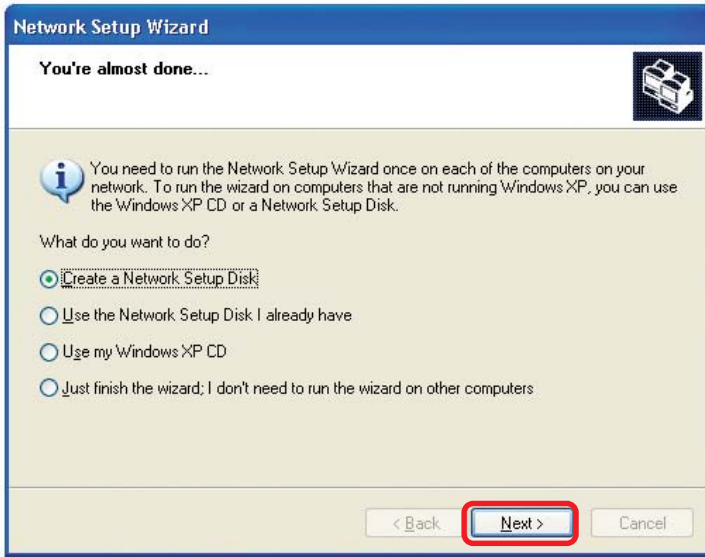 Network Setup Wizard
You're almost done...
You need to run the Network Setup Wizard once on each of the computers on your
network. To run the wizard on computers that are not running Windows XP, you can use
the Windows XP CD or a Network Setup Disk.
What do you want to do?
Create a Network Setup Disk
Use the Network Setup Disk I already have
Use my Windows XP CD
Just finish the wizard; I don't need to run the wizard on other computers
< Back
Next >
Cancel